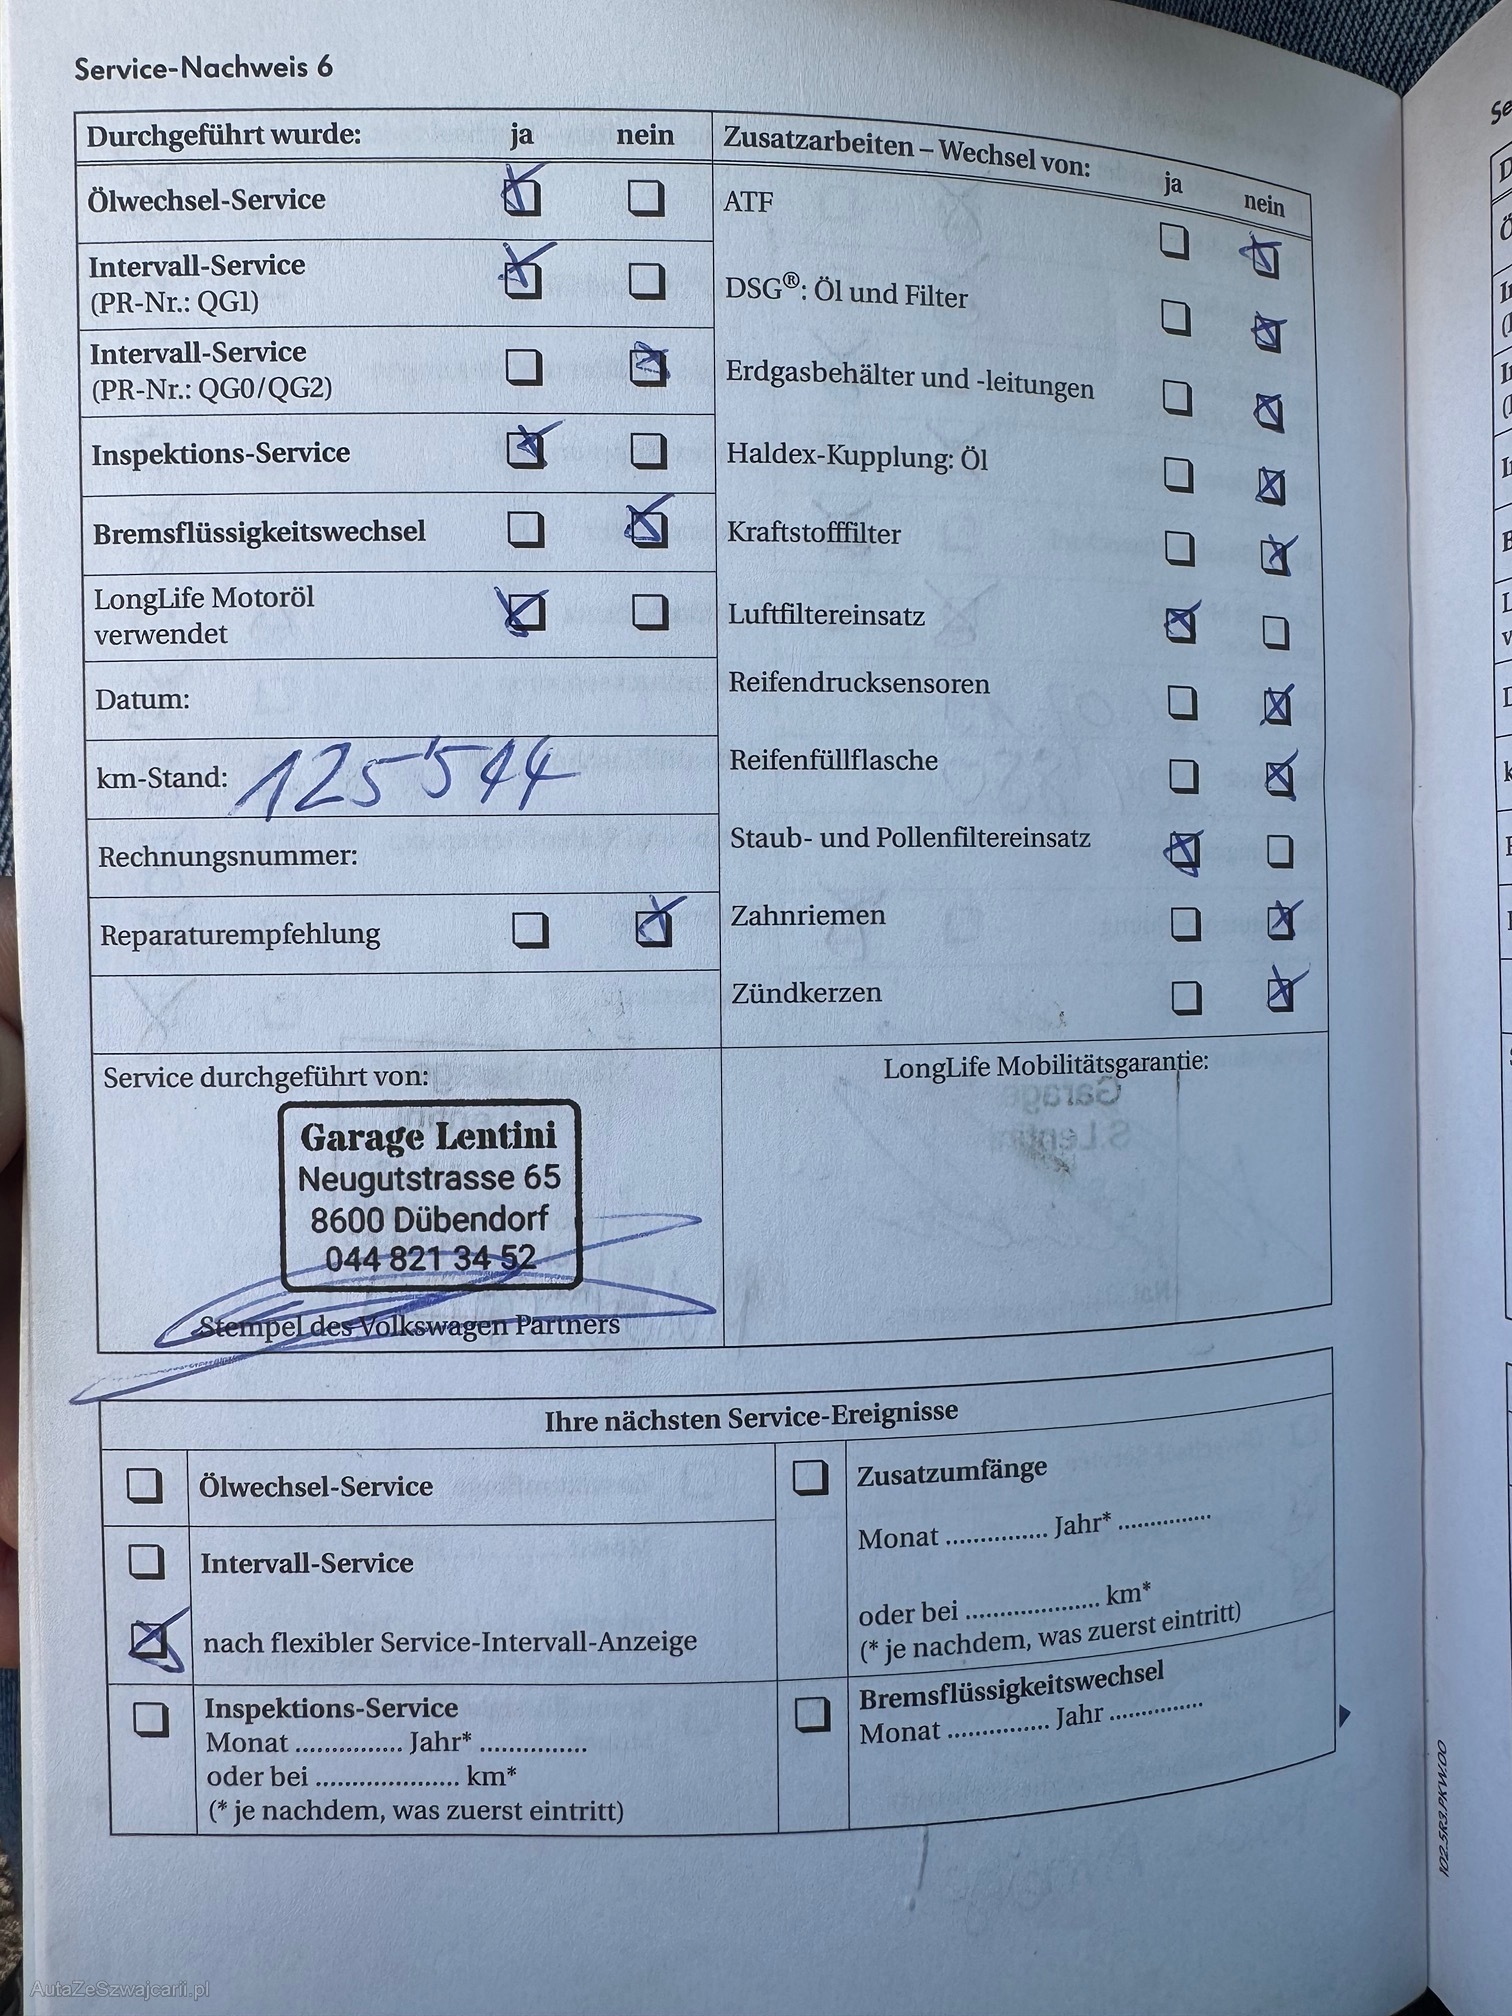 Service-Nachweis 6
Durchgeführt wurde: ja nein
Ölwechsel-Service
Intervall-Service
(PR-Nr.: QG1)
Intervall-Service
(PR-Nr.: QG0/QG2)
Inspektions-Service
Bremsflüssigkeitswechsel
LongLife Motoröl
verwendet
Datum:
km-Stand: 125'544
Rechnungsnummer:
Reparaturempfehlung
Zusatzarbeiten – Wechsel von: ja nein
ATF
DSG®: Öl und Filter
Erdgasbehälter und -leitungen
Haldex-Kupplung: Öl
Kraftstofffilter
Luftfiltereinsatz
Reifendrucksensoren
Reifenfüllflasche
Staub- und Pollenfiltereinsatz
Zahnriemen
Zündkerzen
Service durchgeführt von:
Garage Lentini
Neugutstrasse 65
8600 Dübendorf
044 821 34 52
Stempel des Volkswagen Partners
LongLife Mobilitätsgarantie:
Ihre nächsten Service-Ereignisse
Ölwechsel-Service
Intervall-Service
nach flexibler Service-Intervall-Anzeige
Inspektions-Service
Monat ............... Jahr* ...............
oder bei .................... km*
(* je nachdem, was zuerst eintritt)
Zusatzumfänge
Monat ............... Jahr* ...............
oder bei .................... km*
(* je nachdem, was zuerst eintritt)
Bremsflüssigkeitswechsel
Monat ............... Jahr ...............
102.5R3.PKW.00
AutaZeSzwajcarii.pl